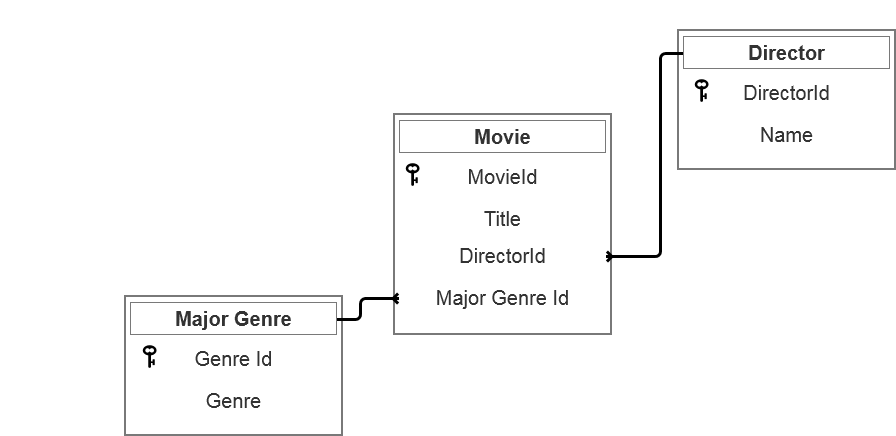 Director
DirectorId
Name
Movie
MovieId
Title
DirectorId
Major Genre Id
Major Genre
Genre Id
Genre